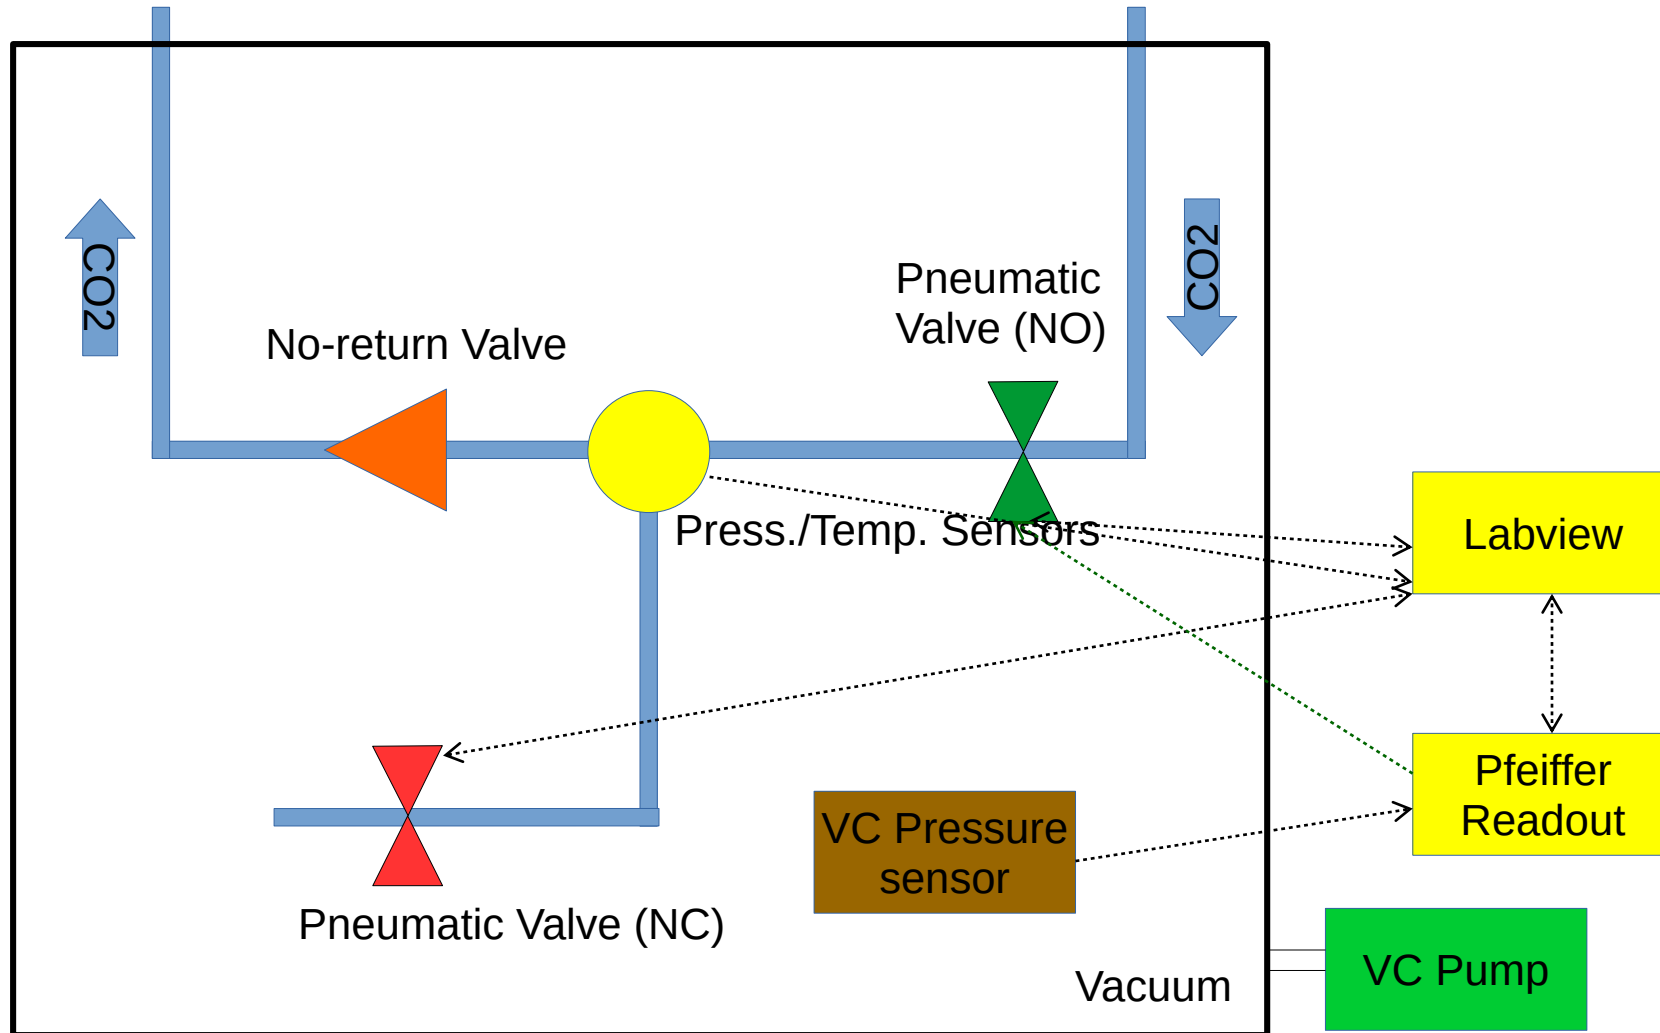 CO2
CO2
Pneumatic
Valve (NO)
No-return Valve
Press./Temp. Sensors
Labview
Pfeiffer
Readout
VC Pressure
sensor
Pneumatic Valve (NC)
VC Pump
Vacuum